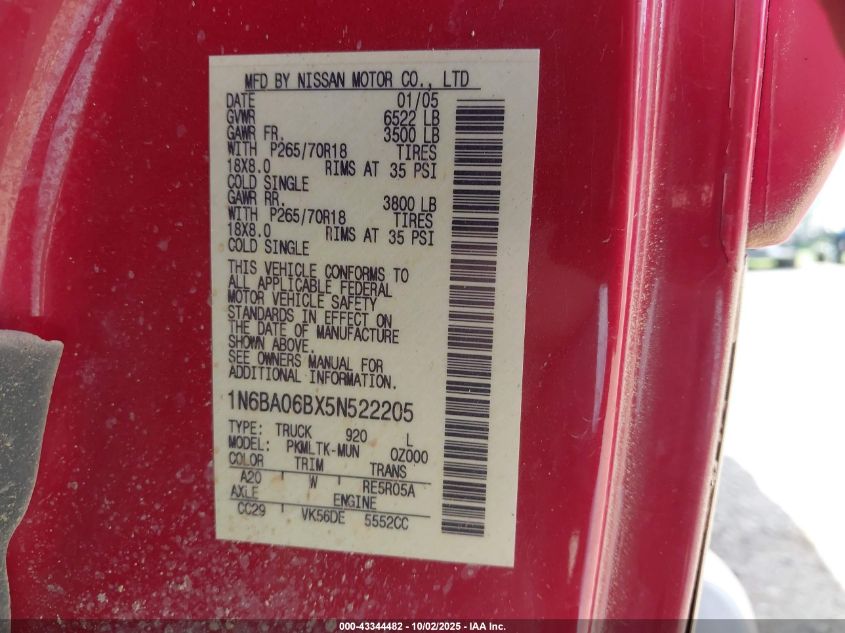 MFD BY NISSAN MOTOR CO., LTD
DATE 01/05
GVWR 6522 LB
GAWR FR. 3500 LB
WITH P265/70R18 TIRES
18X8.0 RIMS AT 35 PSI
COLD SINGLE
GAWR RR. 3800 LB
WITH P265/70R18 TIRES
18X8.0 RIMS AT 35 PSI
COLD SINGLE
THIS VEHICLE CONFORMS TO
ALL APPLICABLE FEDERAL
MOTOR VEHICLE SAFETY
STANDARDS IN EFFECT ON
THE DATE OF MANUFACTURE
SHOWN ABOVE.
SEE OWNERS MANUAL FOR
ADDITIONAL INFORMATION.
1N6BA06BX5N522205
TYPE: TRUCK 920 L
MODEL: PKMLTK-MUN OZ000
COLOR TRIM TRANS
A20 W RE5R05A
AXLE ENGINE
CC29 VK56DE 5552CC
000-43344482 - 10/02/2025 - IAA Inc.